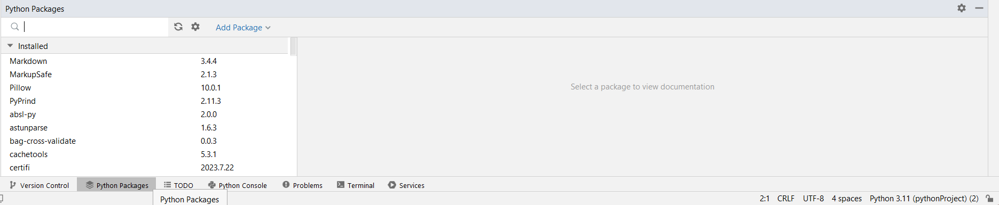 Python Packages
Add Package
Installed
Markdown 3.4.4
MarkupSafe 2.1.3
Pillow 10.0.1
PyPrind 2.11.3
absl-py 2.0.0
astunparse 1.6.3
bag-cross-validate 0.0.3
cachetools 5.3.1
certifi 2023.7.22
Select a package to view documentation
Version Control Python Packages TODO Python Console Problems Terminal Services
Python Packages
2:1 CRLF UTF-8 4 spaces Python 3.11 (pythonProject) (2)